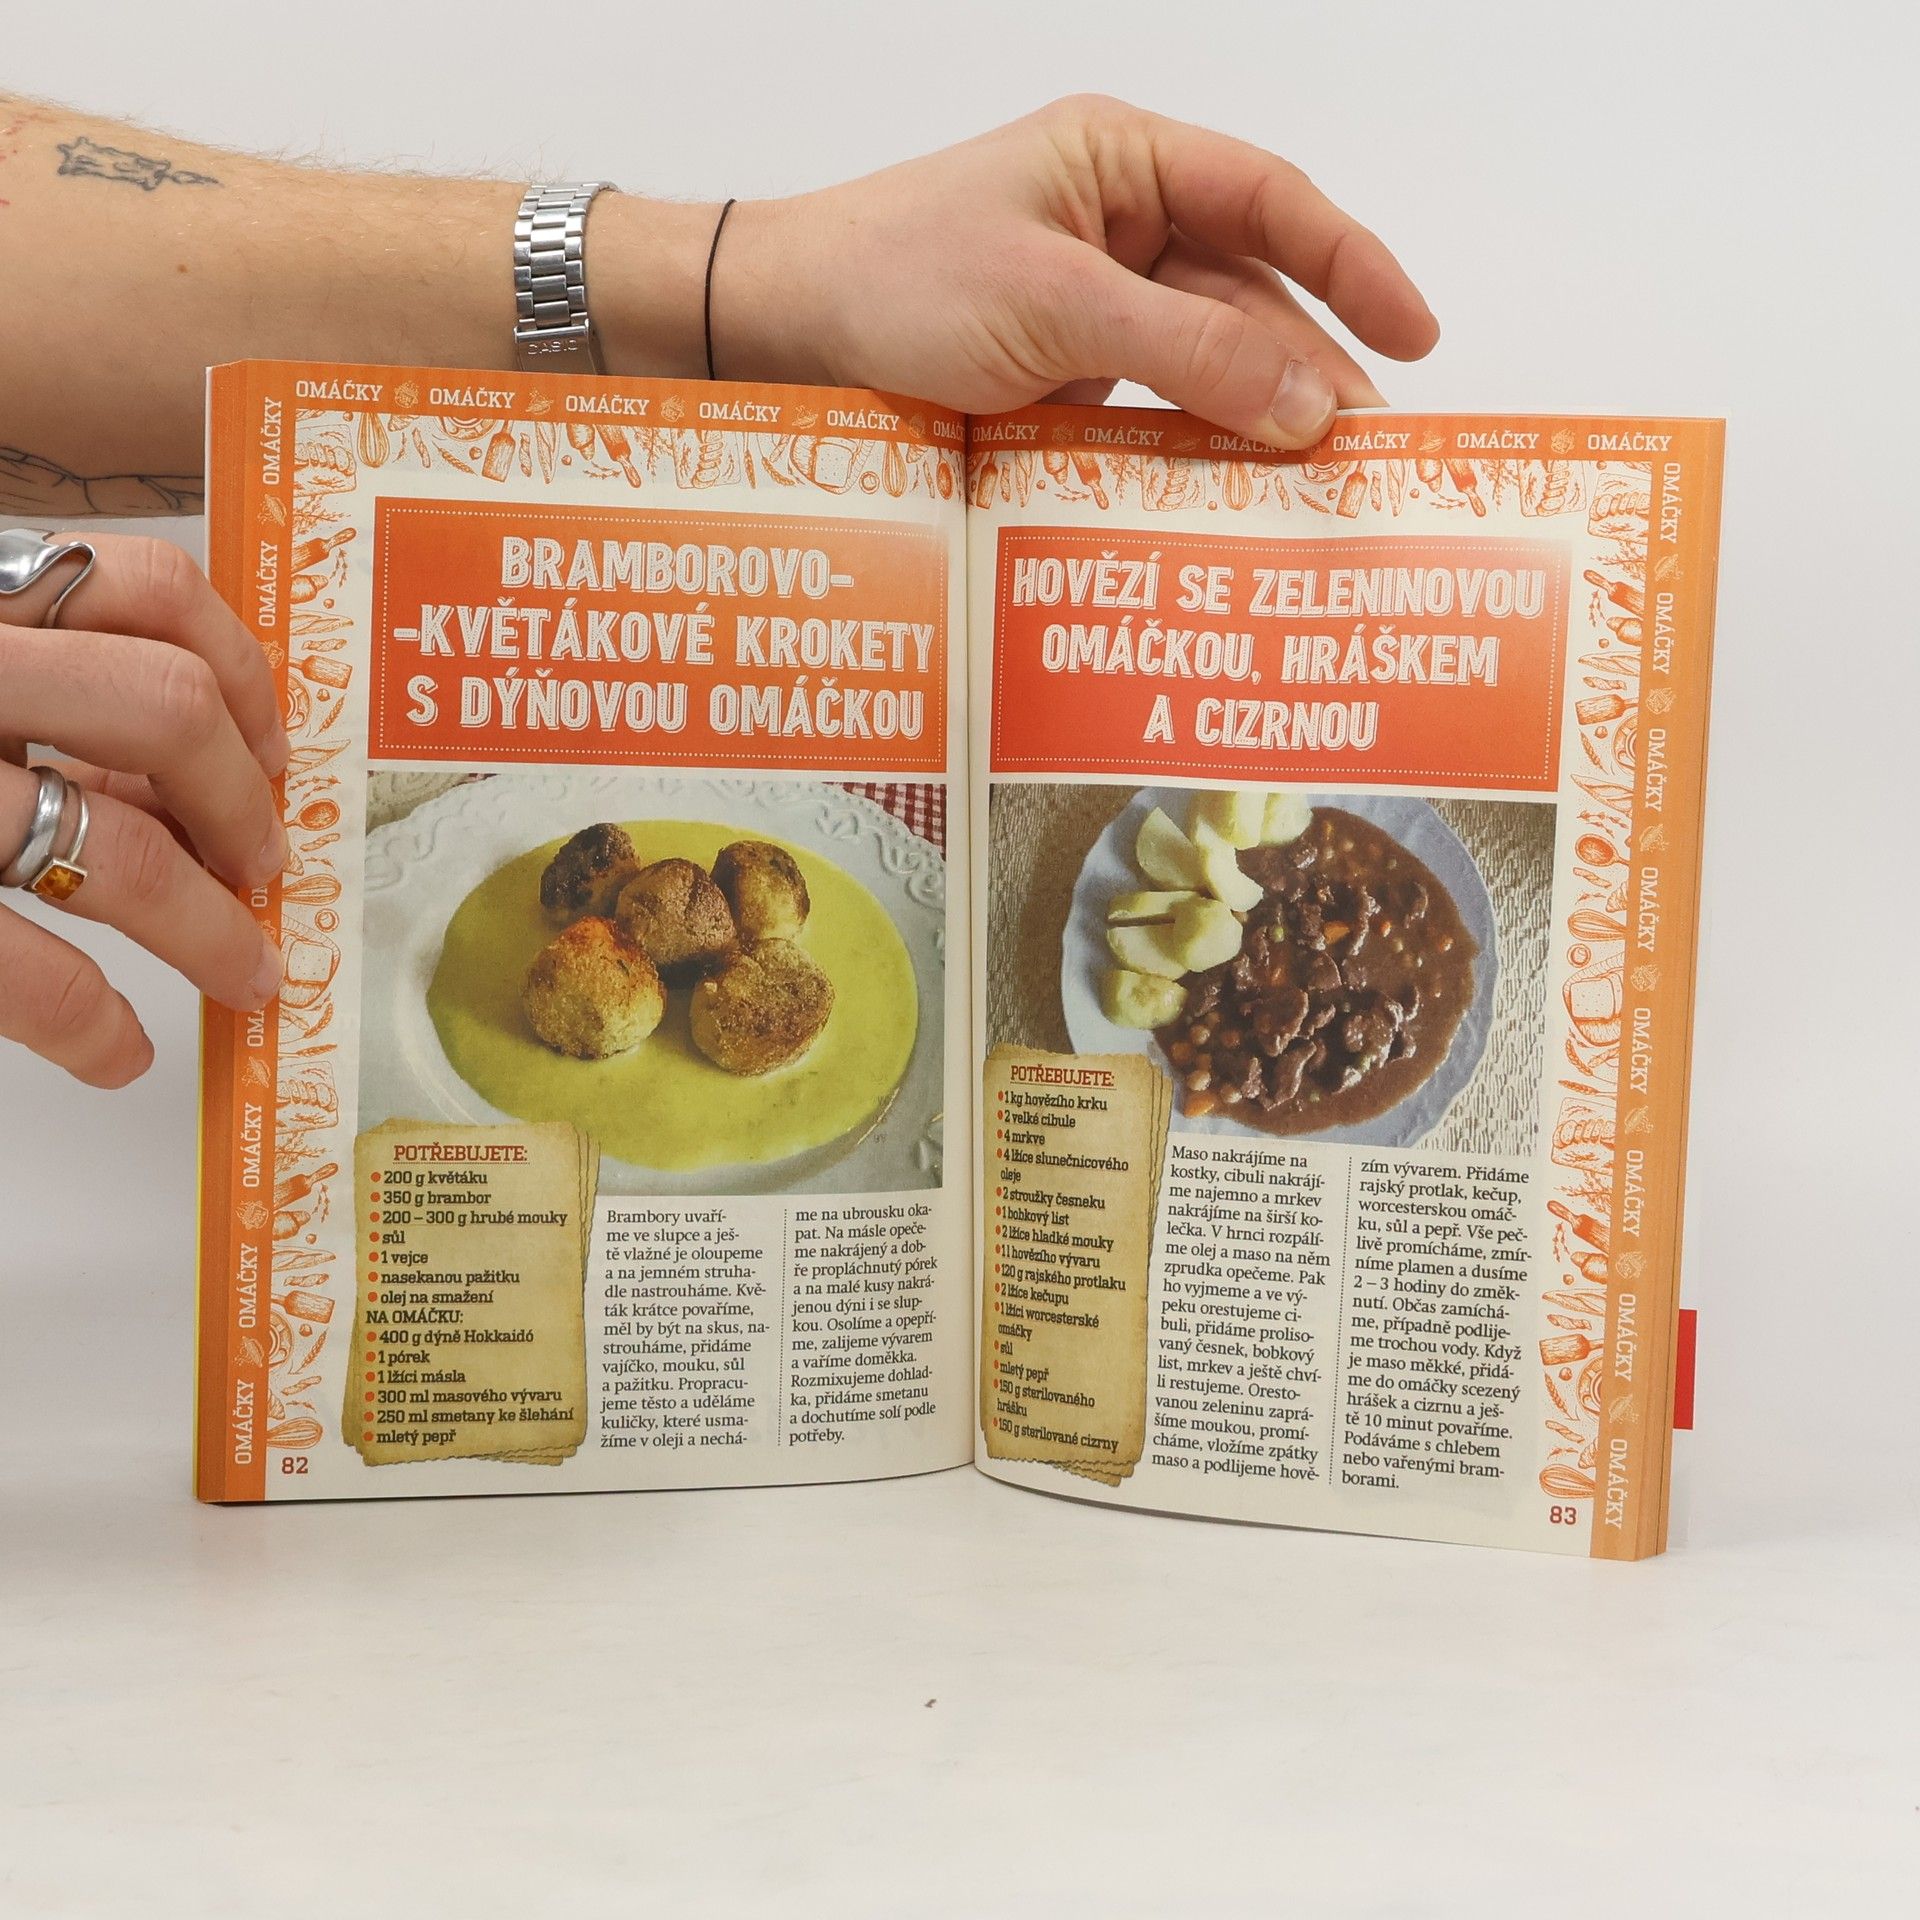 CASIO
OMÁČKY OMÁČKY OMÁČKY OMÁČKY OMÁČKY
OMÁČKY
OMÁČKY
OMÁČKY
OMÁČKY
OMÁČKY
BRAMBOROVO-
-KVĚTÁKOVÉ KROKETY
S DÝŇOVOU OMÁČKOU
POTŘEBUJETE:
200 g květáku
350 g brambor
200 – 300 g hrubé mouky
sůl
1 vejce
nasekanou pažitku
olej na smažení
NA OMÁČKU:
400 g dýně Hokkaidó
1 pórek
1 lžíci másla
300 ml masového vývaru
250 ml smetany ke šlehání
mletý pepř
Brambory uvaří-
me ve slupce a ješ-
tě vlažné je oloupeme
a na jemném struha-
dle nastrouháme. Kvě-
ták krátce povaříme,
měl by být na skus, na-
strouháme, přidáme
vajíčko, mouku, sůl
a pažitku. Propracu-
jeme těsto a uděláme
kuličky, které usma-
žíme v oleji a nechá-
me na ubrousku oka-
pat. Na másle opeče-
me nakrájený a dob-
ře propláchnutý pórek
a na malé kusy nakrá-
jenou dýni i se slup-
kou. Osolíme a opepří-
me, zalijeme vývarem
a vaříme doměkka.
Rozmixujeme dohlad-
ka, přidáme smetanu
a dochutíme solí podle
potřeby.
82
OMÁČKY OMÁČKY OMÁČKY OMÁČKY OMÁČKY OMÁČKY
OMÁČKY
OMÁČKY
OMÁČKY
OMÁČKY
OMÁČKY
OMÁČKY
OMÁČKY
OMÁČKY
HOVĚZÍ SE ZELENINOVOU
OMÁČKOU, HRÁŠKEM
A CIZRNOU
POTŘEBUJETE:
1 kg hovězího krku
2 velké cibule
4 mrkve
4 lžíce slunečnicového
oleje
2 stroužky česneku
1 bobkový list
2 lžíce hladké mouky
1 l hovězího vývaru
120 g rajského protlaku
2 lžíce kečupu
1 lžíci worcesterské
omáčky
sůl
mletý pepř
150 g sterilovaného
hrášku
150 g sterilované cizrny
Maso nakrájíme na
kostky, cibuli nakrájí-
me najemno a mrkev
nakrájíme na širší ko-
lečka. V hrnci rozpálí-
me olej a maso na něm
zprudka opečeme. Pak
ho vyjmeme a ve vý-
peku orestujeme ci-
buli, přidáme proliso-
vaný česnek, bobkový
list, mrkev a ještě chví-
li restujeme. Oresto-
vanou zeleninu zaprá-
šíme moukou, promí-
cháme, vložíme zpátky
maso a podlijeme hově-
zím vývarem. Přidáme
rajský protlak, kečup,
worcesterskou omáč-
ku, sůl a pepř. Vše peč-
livě promícháme, zmír-
níme plamen a dusíme
2 – 3 hodiny do změk-
nutí. Občas zamíchá-
me, případně podlije-
me trochou vody. Když
je maso měkké, přidá-
me do omáčky scezený
hrášek a cizrnu a ješ-
tě 10 minut povaříme.
Podáváme s chlebem
nebo vařenými bram-
borami.
83